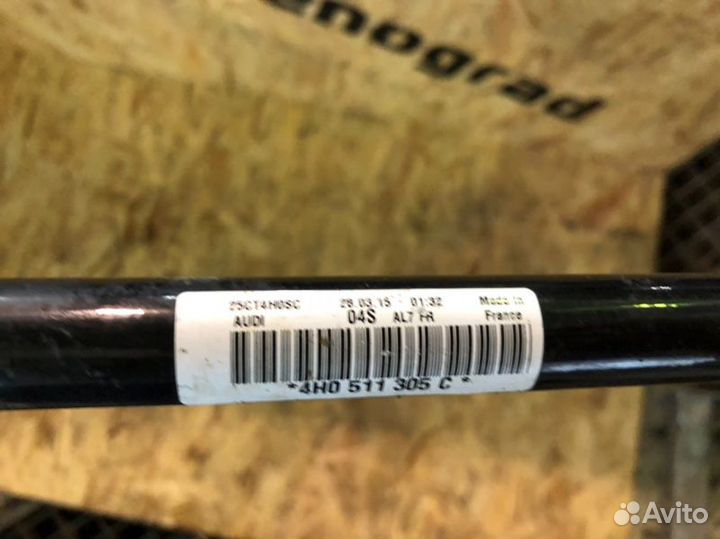 enograd
25CT4H0SC 28.03.15 01:32 Made in
AUDI 04S AL7 FR France
*4H0 511 305 C*
Avito